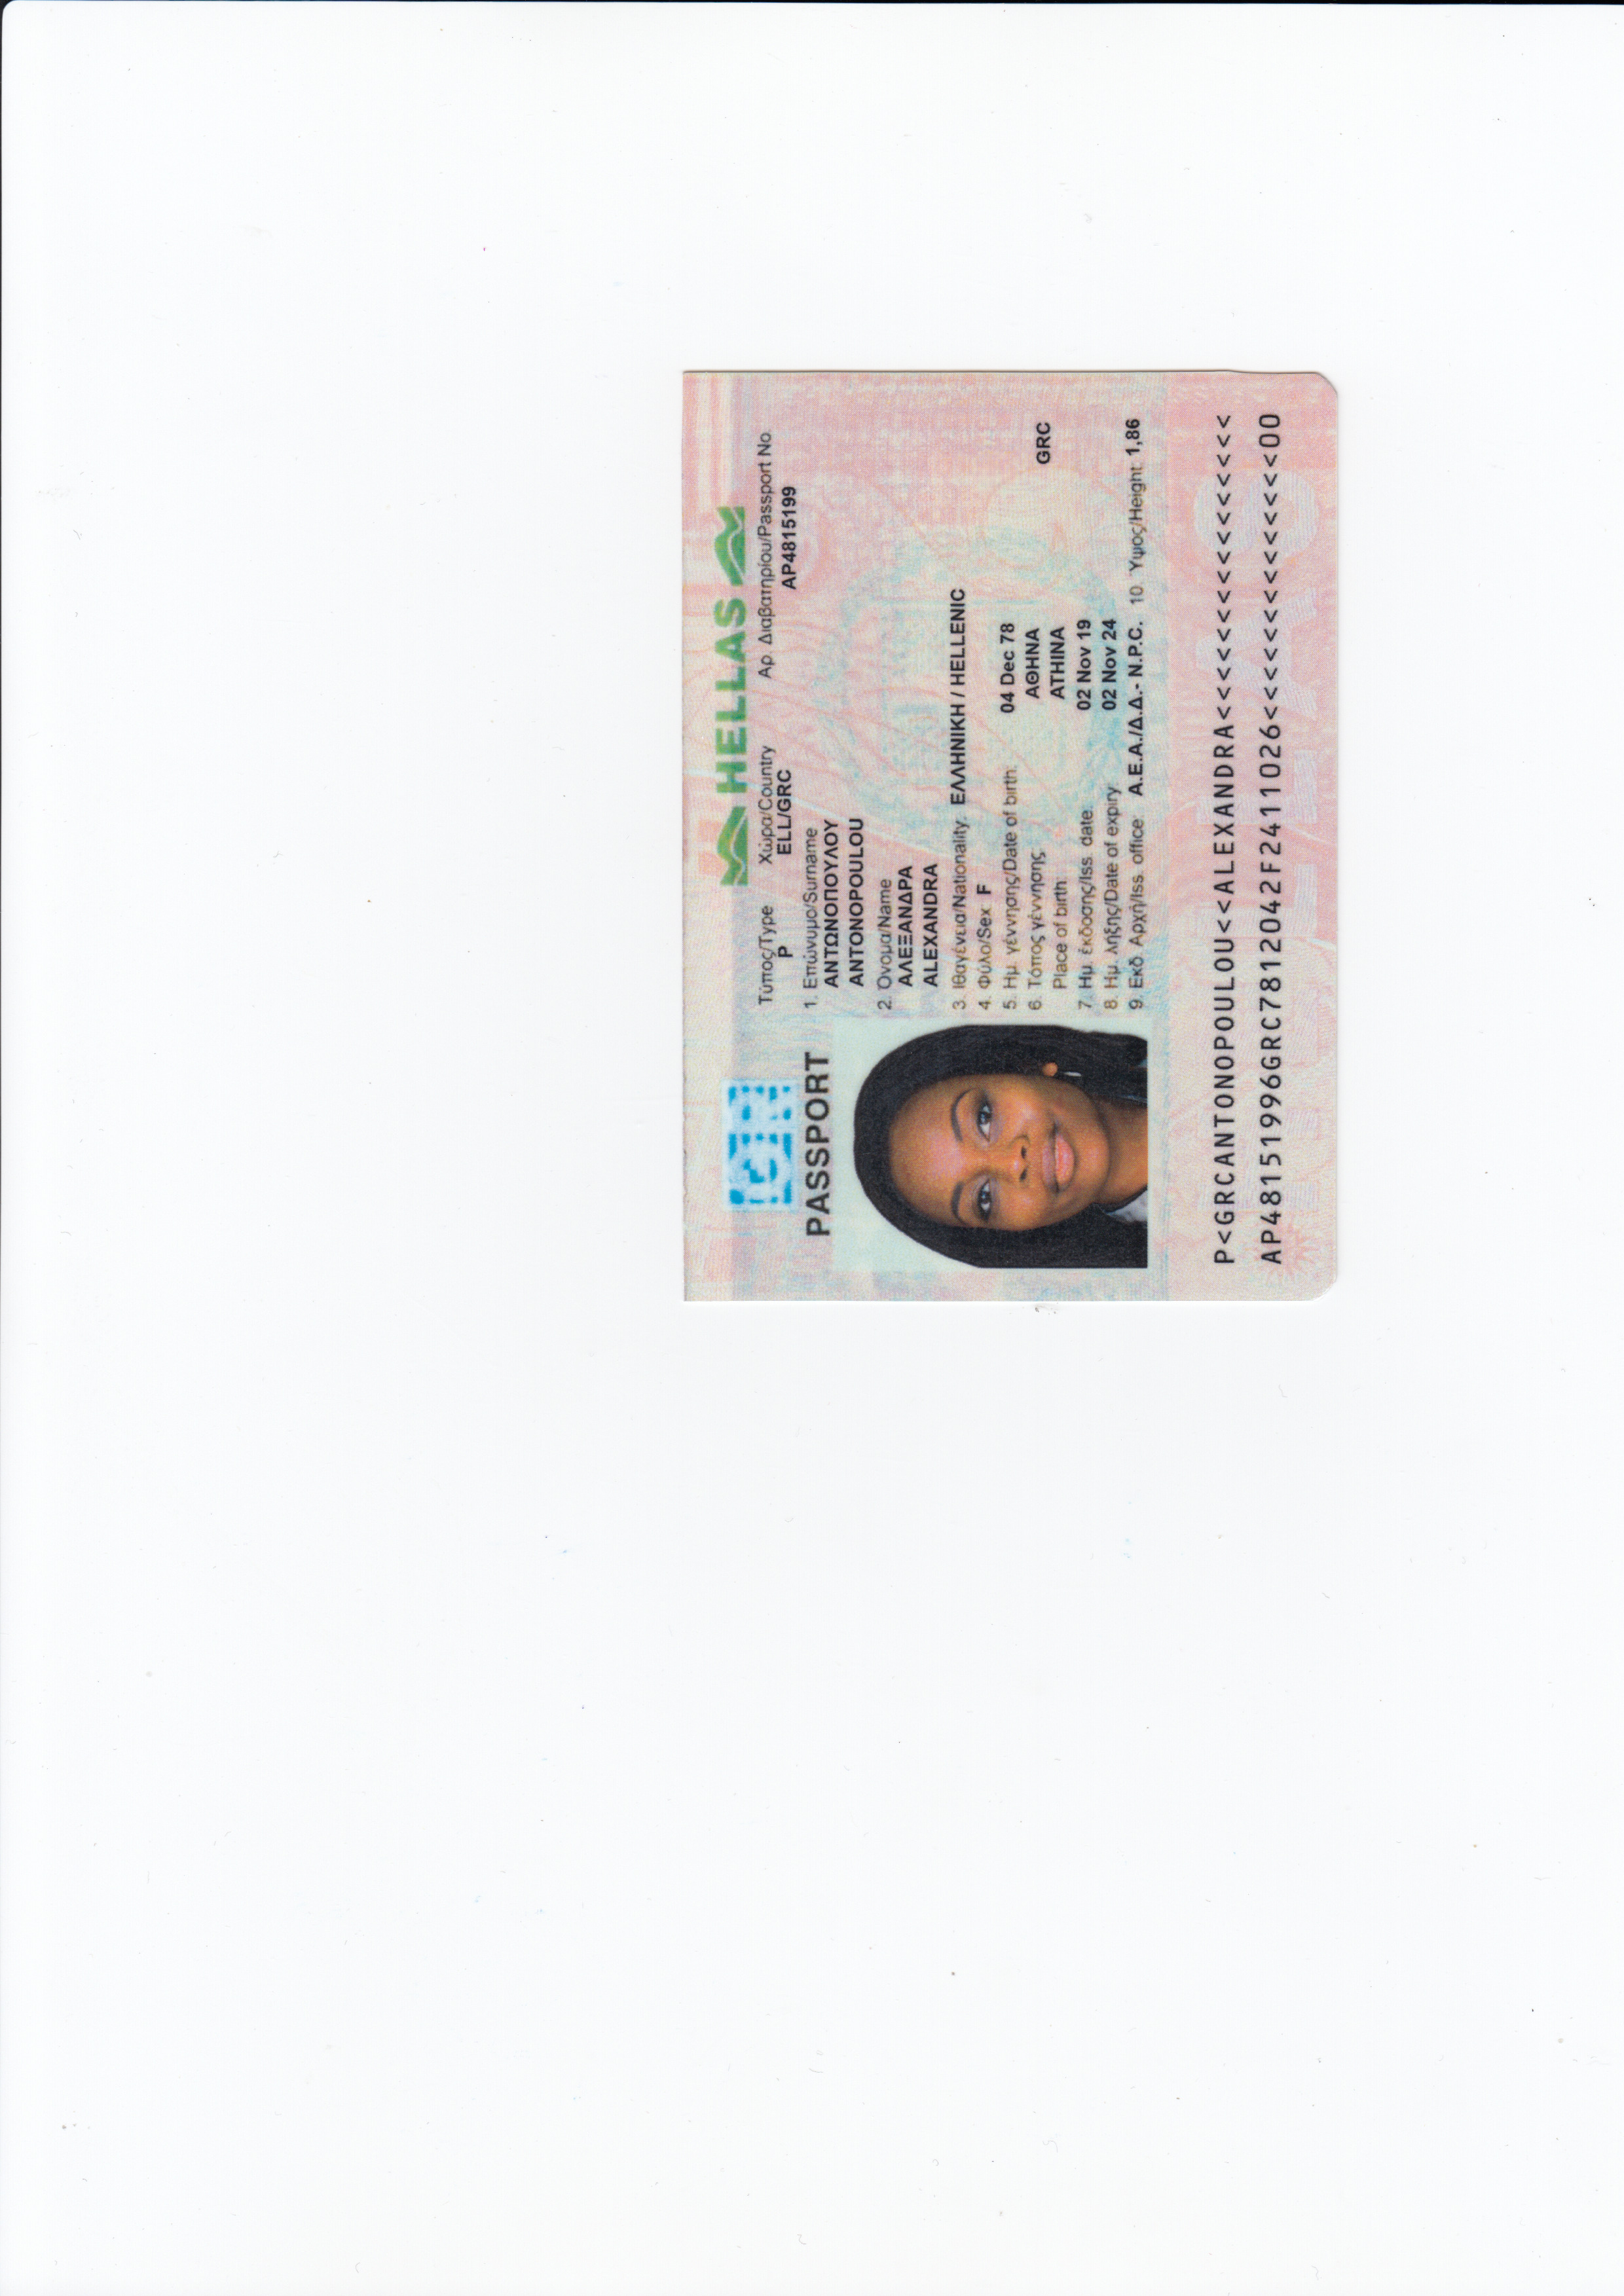 HELLAS
PASSPORT
Τύπος/Type Χώρα/Country Αρ. Διαβατηρίου/Passport No.
P ELL/GRC AP4815199
1. Επώνυμο/Surname
ΑΝΤΩΝΟΠΟΥΛΟΥ
ANTONOPOULOU
2. Όνομα/Name
ΑΛΕΞΑΝΔΡΑ
ALEXANDRA
3. Ιθαγένεια/Nationality. ΕΛΛΗΝΙΚΗ / HELLENIC
4. Φύλο/Sex F
5. Ημ. γέννησης/Date of birth: 04 Dec 78
6. Τόπος γέννησης: ΑΘΗΝΑ GRC
Place of birth: ATHINA
7. Ημ. έκδοσης/Iss. date: 02 Nov 19
8. Ημ. λήξης/Date of expiry: 02 Nov 24
9. Εκδ. Αρχή/Iss. office: Α.Ε.Α./Δ.Δ.- N.P.C. 10. Υψος/Height: 1,86
P<GRCANTONOPOULOU<<ALEXANDRA<<<<<<<<<<<<<<<<
AP48151996GRC7812042F2411026<<<<<<<<<<<<<<00